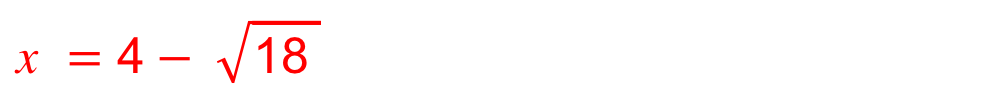 x = 4 − √18